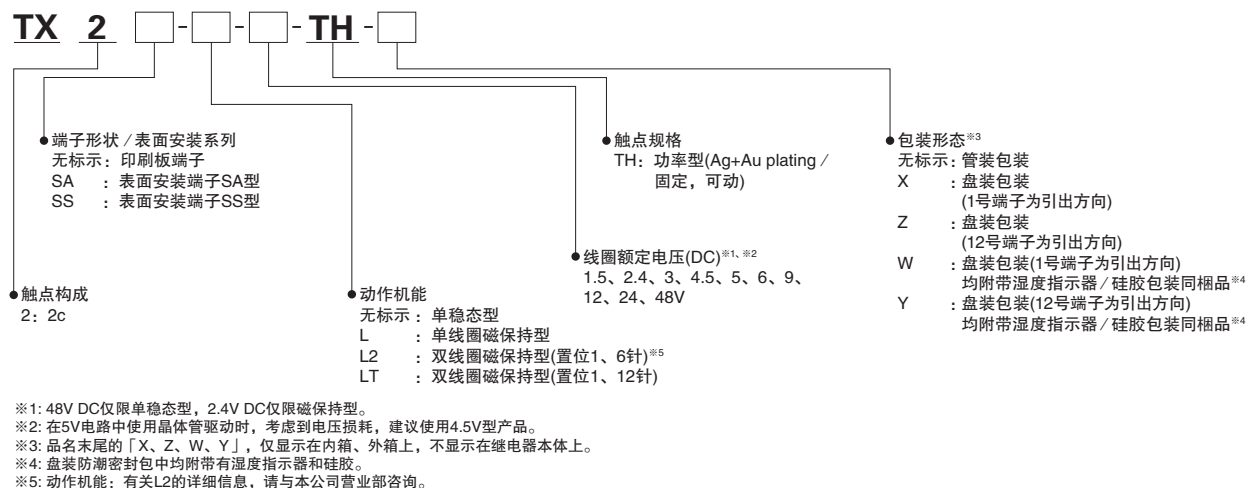 TX 2 □-□-□-TH-□
●端子形状/表面安装系列
无标示：印刷板端子
SA ：表面安装端子SA型
SS ：表面安装端子SS型
●触点规格
TH：功率型(Ag+Au plating /
固定，可动)
●包装形态※3
无标示：管装包装
X ：盘装包装
(1号端子为引出方向)
Z ：盘装包装
(12号端子为引出方向)
W ：盘装包装(1号端子为引出方向)
均附带湿度指示器/硅胶包装同梱品※4
Y ：盘装包装(12号端子为引出方向)
均附带湿度指示器/硅胶包装同梱品※4
●线圈额定电压(DC)※1、※2
1.5、2.4、3、4.5、5、6、9、
12、24、48V
●触点构成
2：2c
●动作机能
无标示：单稳态型
L ：单线圈磁保持型
L2 ：双线圈磁保持型(置位1、6针)※5
LT ：双线圈磁保持型(置位1、12针)
※1: 48V DC仅限单稳态型，2.4V DC仅限磁保持型。
※2: 在5V电路中使用晶体管驱动时，考虑到电压损耗，建议使用4.5V型产品。
※3: 品名末尾的「X、Z、W、Y」，仅显示在内箱、外箱上，不显示在继电器本体上。
※4: 盘装防潮密封包中均附带有湿度指示器和硅胶。
※5: 动作机能：有关L2的详细信息，请与本公司营业部咨询。